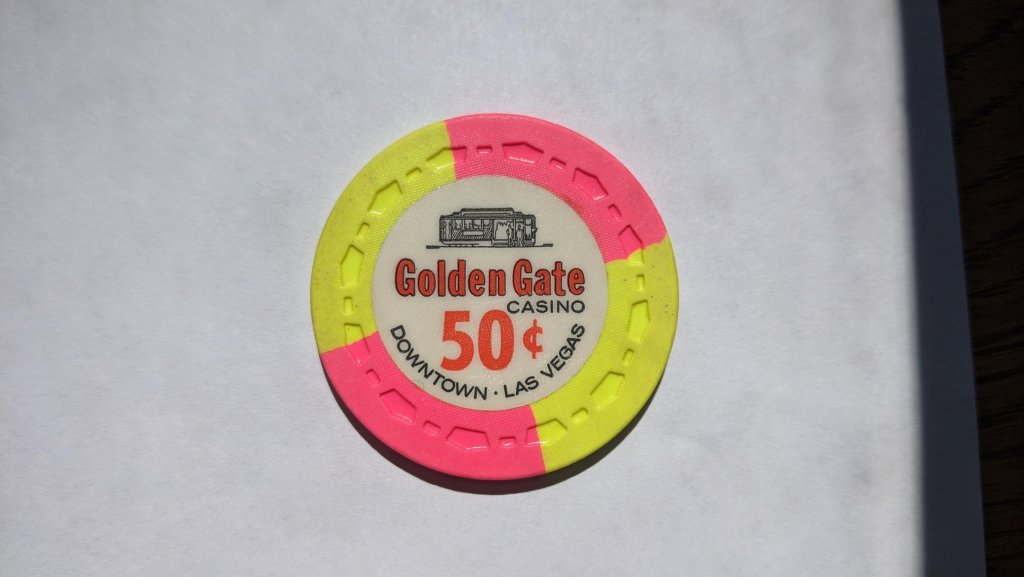 Golden Gate
CASINO
50¢
DOWNTOWN · LAS VEGAS